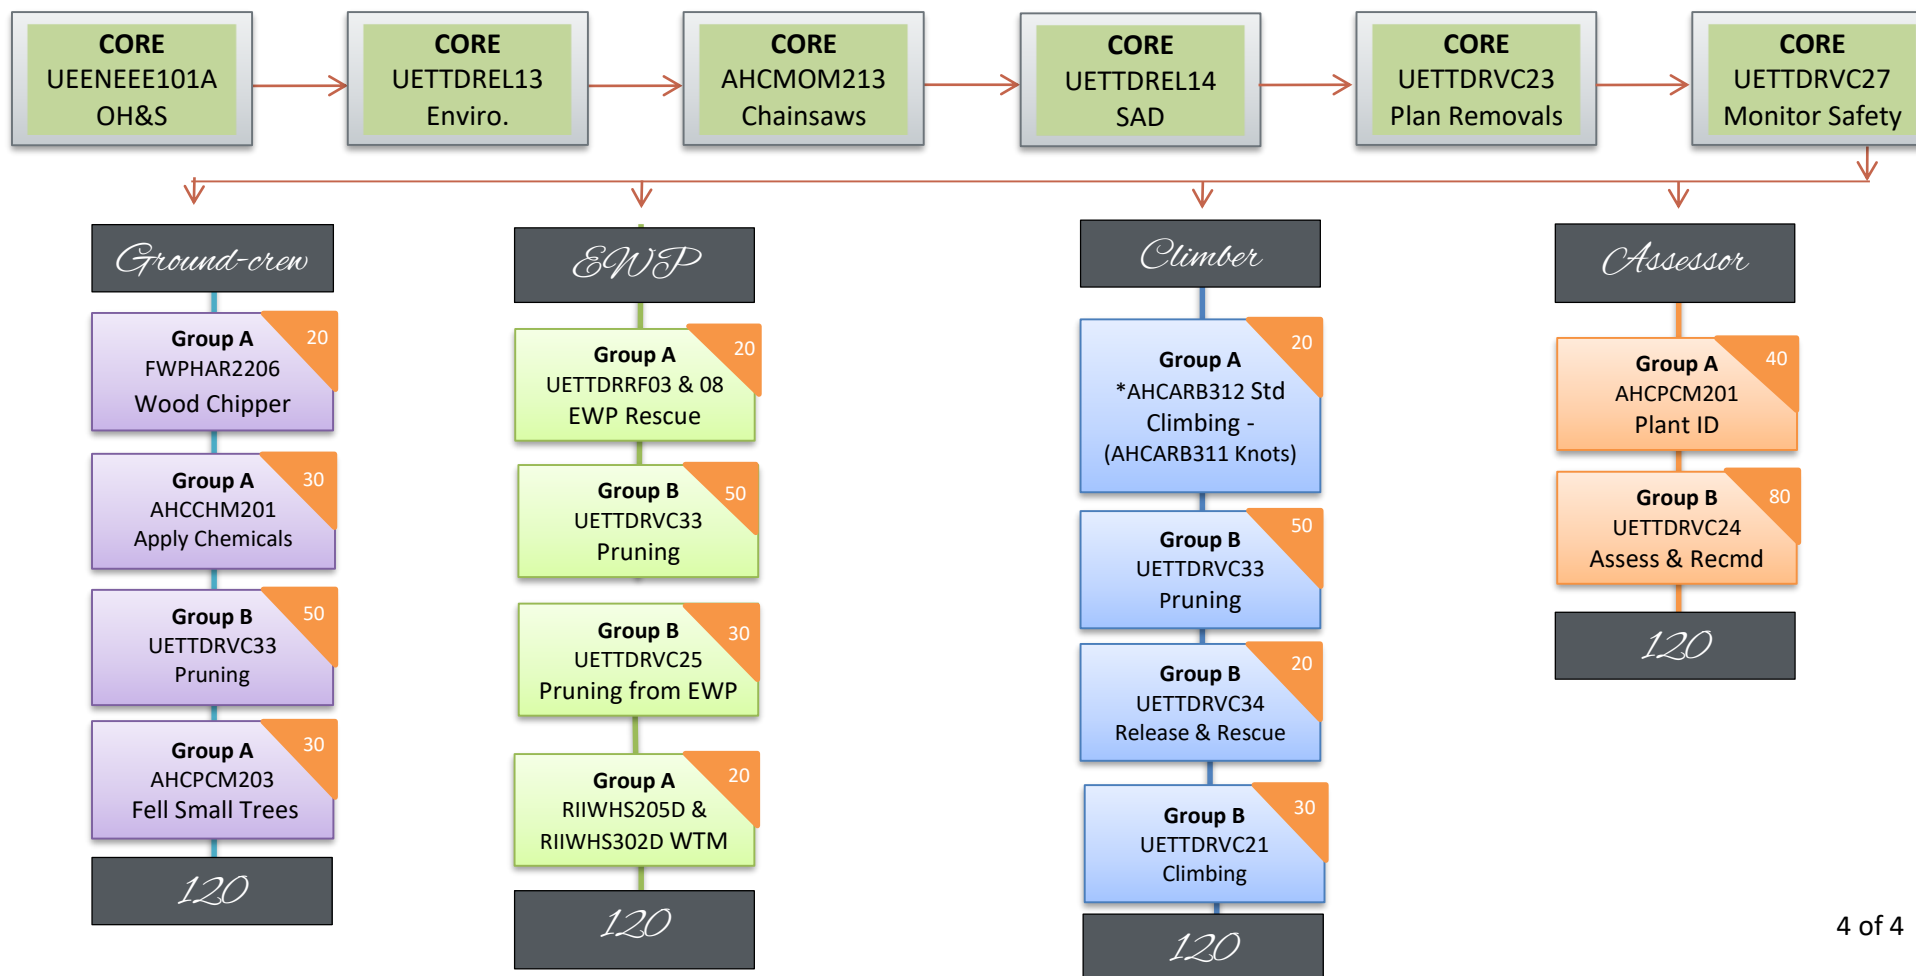 CORE
UEENEEE101A
OH&S
CORE
UETTDREL13
Enviro.
CORE
AHCMOM213
Chainsaws
CORE
UETTDREL14
SAD
CORE
UETTDRVC23
Plan Removals
CORE
UETTDRVC27
Monitor Safety
Ground-crew
Group A
20
FWPHAR2206
Wood Chipper
Group A
30
AHCCHM201
Apply Chemicals
Group B
50
UETTDRVC33
Pruning
Group A
30
AHCPCM203
Fell Small Trees
120
EWP
Group A
20
UETTDRRF03 & 08
EWP Rescue
Group B
50
UETTDRVC33
Pruning
Group B
30
UETTDRVC25
Pruning from EWP
Group A
20
RIIWHS205D &
RIIWHS302D WTM
120
Climber
20
Group A
*AHCARB312 Std
Climbing -
(AHCARB311 Knots)
Group B
50
UETTDRVC33
Pruning
Group B
20
UETTDRVC34
Release & Rescue
Group B
30
UETTDRVC21
Climbing
120
Assessor
Group A
40
AHCPCM201
Plant ID
Group B
80
UETTDRVC24
Assess & Recmd
120
4 of 4